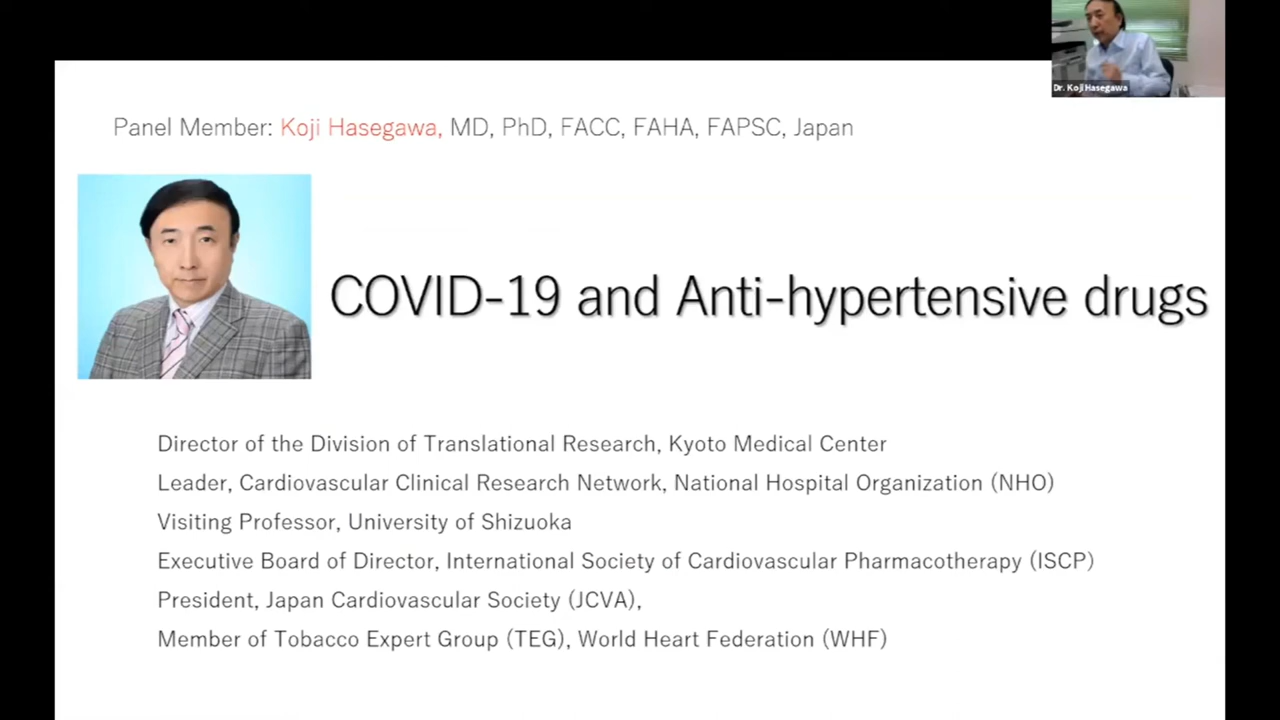 Dr. Koji Hasegawa
Panel Member: Koji Hasegawa, MD, PhD, FACC, FAHA, FAPSC, Japan
COVID-19 and Anti-hypertensive drugs
Director of the Division of Translational Research, Kyoto Medical Center
Leader, Cardiovascular Clinical Research Network, National Hospital Organization (NHO)
Visiting Professor, University of Shizuoka
Executive Board of Director, International Society of Cardiovascular Pharmacotherapy (ISCP)
President, Japan Cardiovascular Society (JCVA),
Member of Tobacco Expert Group (TEG), World Heart Federation (WHF)